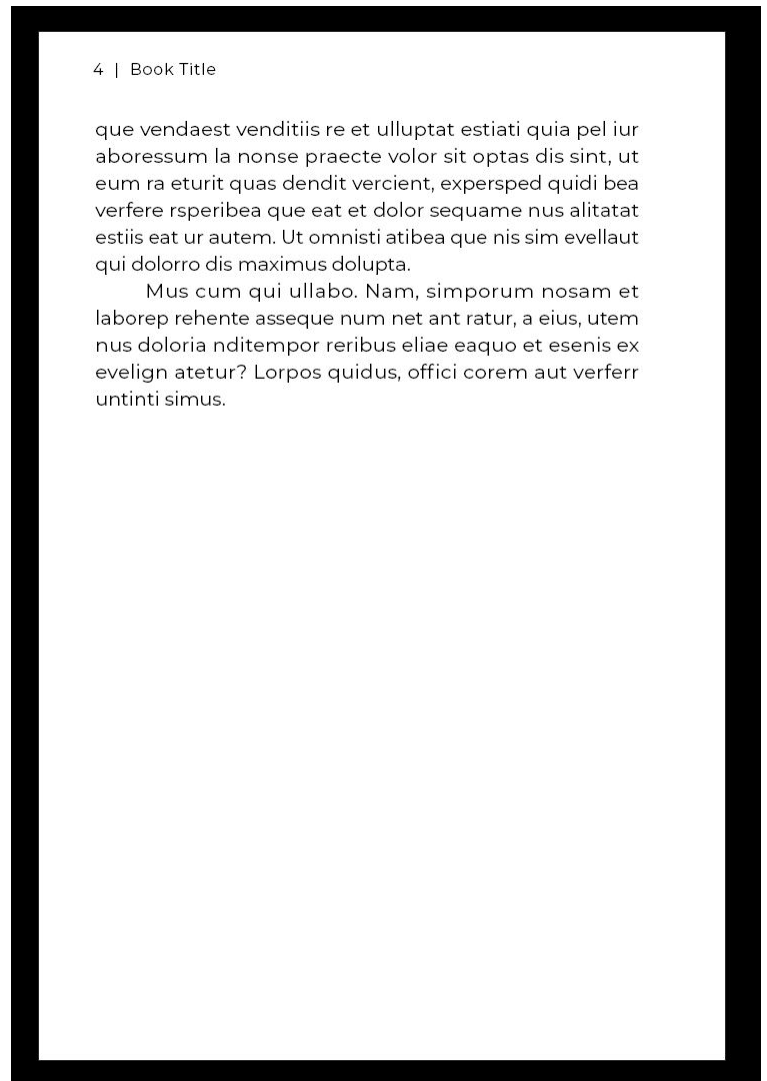 4 | Book Title
que vendaest venditiis re et ulluptat estiati quia pel iur
aboressum la nonse praecte volor sit optas dis sint, ut
eum ra eturit quas dendit vercient, expersped quidi bea
verfere rsperibea que eat et dolor sequame nus alitatat
estiis eat ur autem. Ut omnisti atibea que nis sim evellaut
qui dolorro dis maximus dolupta.
Mus cum qui ullabo. Nam, simporum nosam et
laborep rehente asseque num net ant ratur, a eius, utem
nus doloria nditempor reribus eliae eaquo et esenis ex
evelign atetur? Lorpos quidus, offici corem aut verferr
untinti simus.